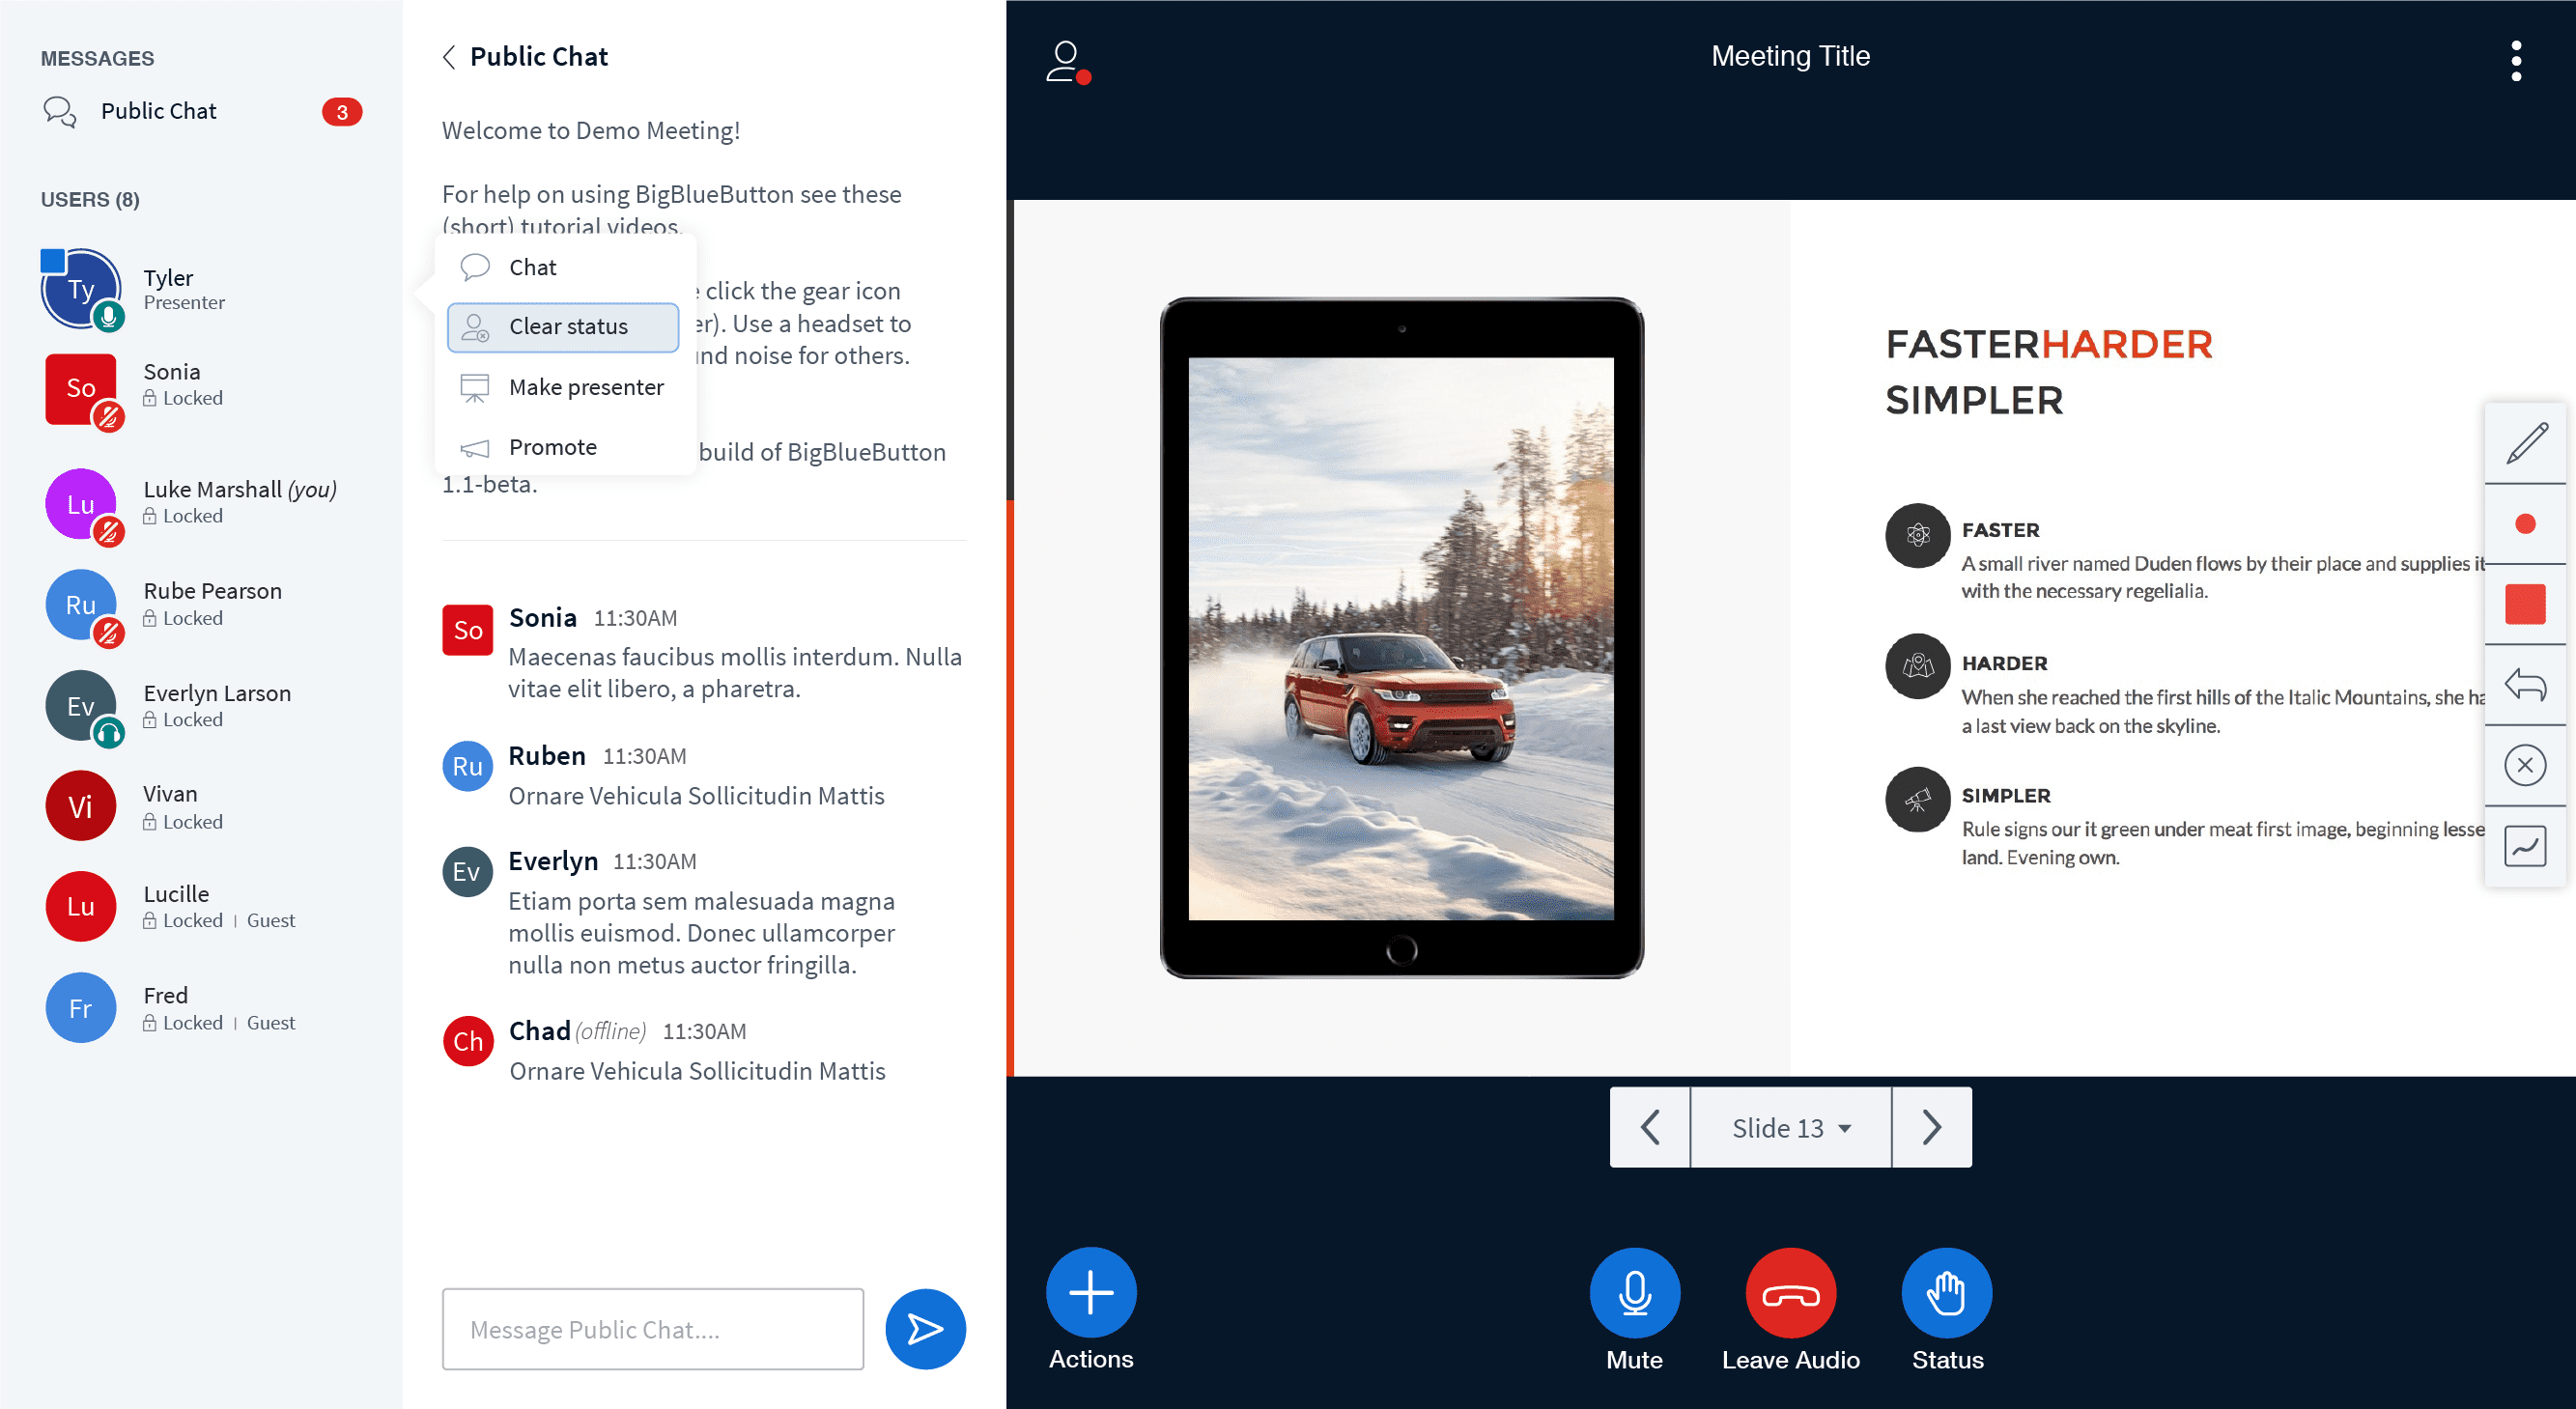 MESSAGES
Public Chat
3
USERS (8)
Ty
Tyler
Presenter
So
Sonia
Locked
Lu
Luke Marshall (you)
Locked
Ru
Rube Pearson
Locked
Ev
Everlyn Larson
Locked
Vi
Vivan
Locked
Lu
Lucille
Locked | Guest
Fr
Fred
Locked | Guest
Public Chat
Welcome to Demo Meeting!
For help on using BigBlueButton see these
(short) tutorial videos.
Chat
click the gear icon
Clear status
er). Use a headset to
nd noise for others.
Make presenter
Promote
build of BigBlueButton
1.1-beta.
So
Sonia 11:30AM
Maecenas faucibus mollis interdum. Nulla
vitae elit libero, a pharetra.
Ru
Ruben 11:30AM
Ornare Vehicula Sollicitudin Mattis
Ev
Everlyn 11:30AM
Etiam porta sem malesuada magna
mollis euismod. Donec ullamcorper
nulla non metus auctor fringilla.
Ch
Chad (offline) 11:30AM
Ornare Vehicula Sollicitudin Mattis
Message Public Chat....
Meeting Title
FASTERHARDER
SIMPLER
FASTER
A small river named Duden flows by their place and supplies it
with the necessary regelialia.
HARDER
When she reached the first hills of the Italic Mountains, she ha
a last view back on the skyline.
SIMPLER
Rule signs our it green under meat first image, beginning lesse
land. Evening own.
Slide 13
Actions
Mute
Leave Audio
Status